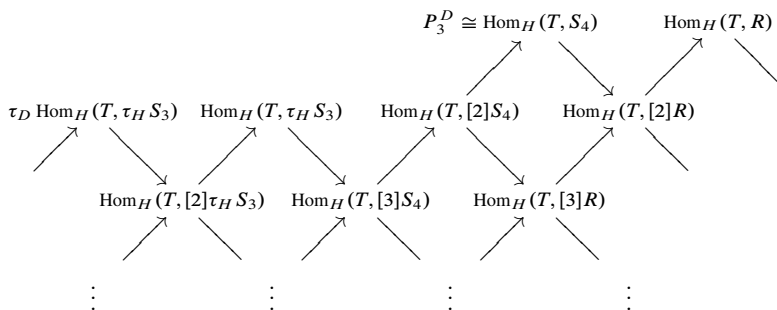 P_3^D ≅ Hom_H(T, S_4) Hom_H(T, R)
τ_D Hom_H(T, τ_H S_3) Hom_H(T, τ_H S_3) Hom_H(T, [2]S_4) Hom_H(T, [2]R)
Hom_H(T, [2]τ_H S_3) Hom_H(T, [3]S_4) Hom_H(T, [3]R)
⋮ ⋮ ⋮ ⋮